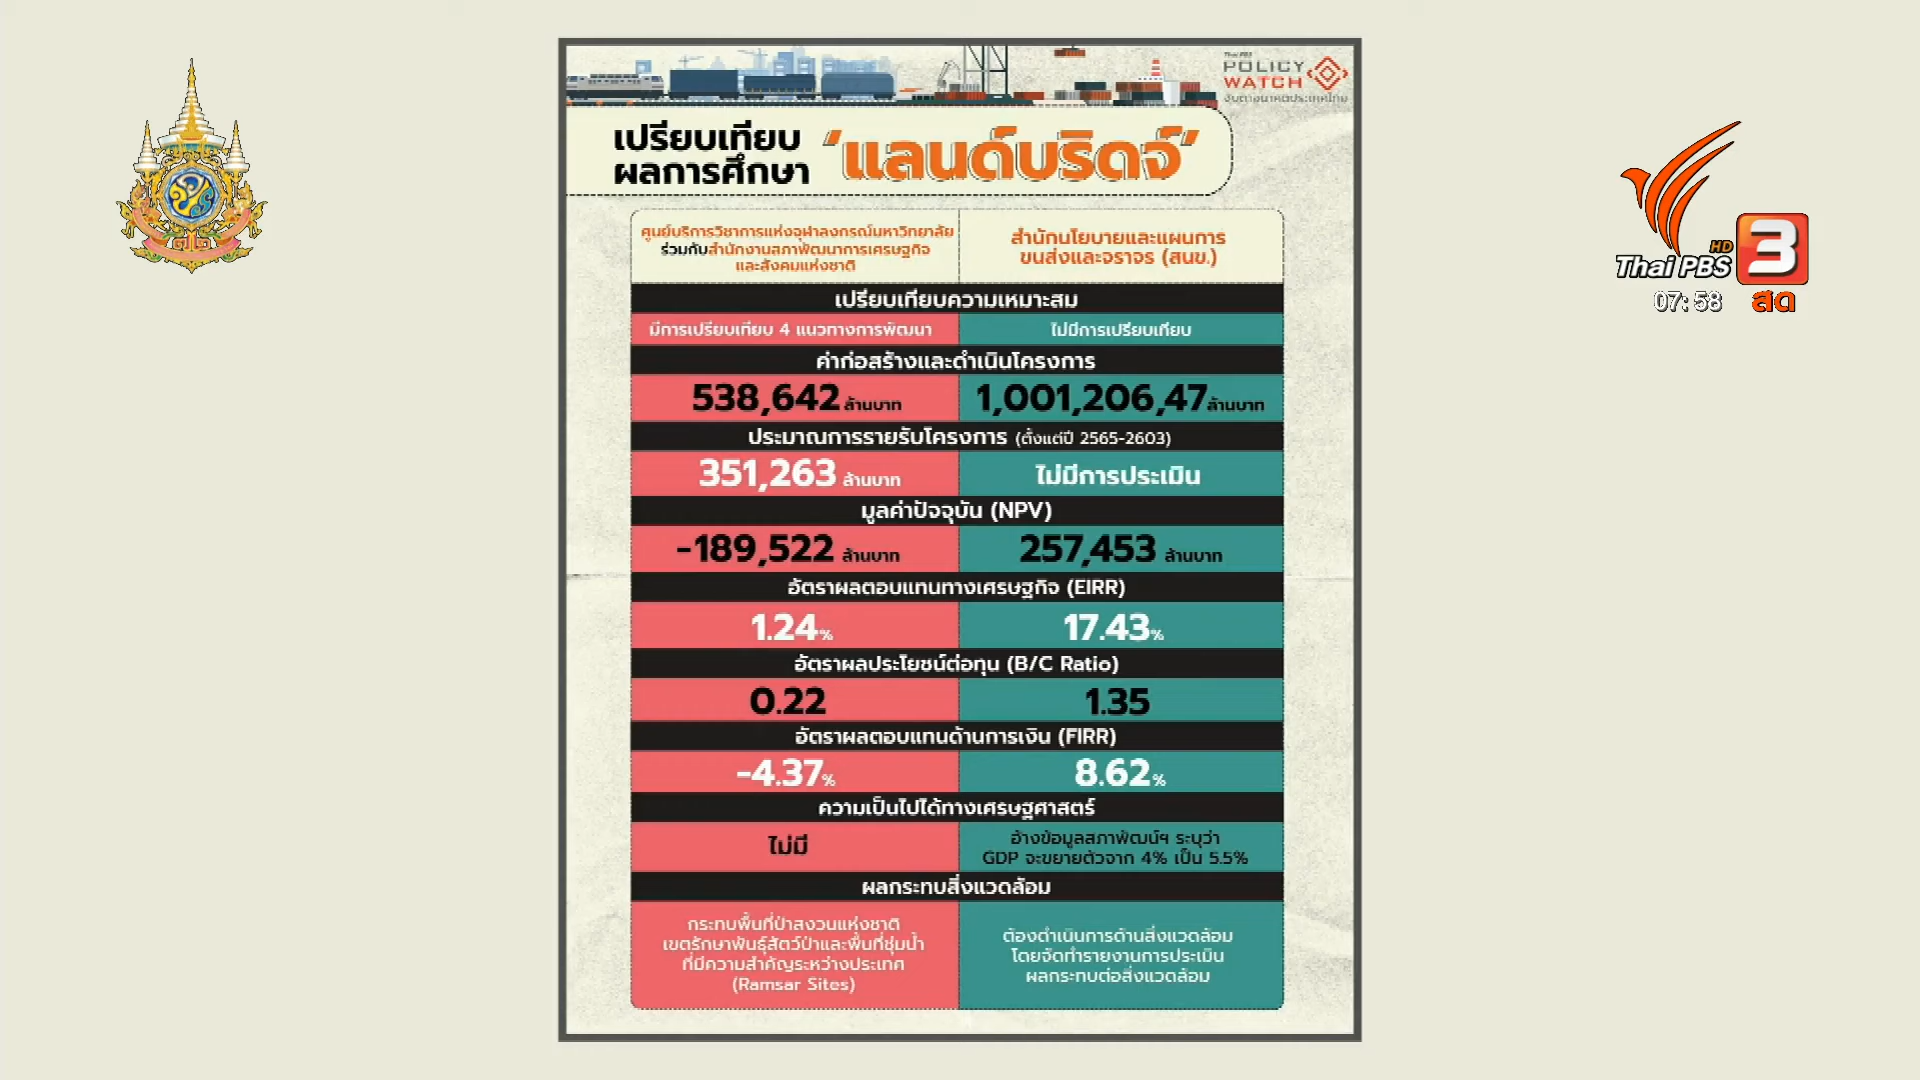 Thai PBS
POLICY
WATCH
จับตาอนาคตประเทศไทย
เปรียบเทียบ
ผลการศึกษา
‘แลนด์บริดจ์’
ศูนย์บริการวิชาการแห่งจุฬาลงกรณ์มหาวิทยาลัย
ร่วมกับสำนักงานสภาพัฒนาการเศรษฐกิจ
และสังคมแห่งชาติ
สำนักนโยบายและแผนการ
ขนส่งและจราจร (สนข.)
เปรียบเทียบความเหมาะสม
มีการเปรียบเทียบ 4 แนวทางการพัฒนา
ไม่มีการเปรียบเทียบ
ค่าก่อสร้างและดำเนินโครงการ
538,642 ล้านบาท
1,001,206,47 ล้านบาท
ประมาณการรายรับโครงการ (ตั้งแต่ปี 2565-2603)
351,263 ล้านบาท
ไม่มีการประเมิน
มูลค่าปัจจุบัน (NPV)
-189,522 ล้านบาท
257,453 ล้านบาท
อัตราผลตอบแทนทางเศรษฐกิจ (EIRR)
1.24%
17.43%
อัตราผลประโยชน์ต่อทุน (B/C Ratio)
0.22
1.35
อัตราผลตอบแทนด้านการเงิน (FIRR)
-4.37%
8.62%
ความเป็นไปได้ทางเศรษฐศาสตร์
ไม่มี
อ้างข้อมูลสภาพัฒน์ฯ ระบุว่า
GDP จะขยายตัวจาก 4% เป็น 5.5%
ผลกระทบสิ่งแวดล้อม
กระทบพื้นที่ป่าสงวนแห่งชาติ
เขตรักษาพันธุ์สัตว์ป่าและพื้นที่ชุ่มน้ำ
ที่มีความสำคัญระหว่างประเทศ
(Ramsar Sites)
ต้องดำเนินการด้านสิ่งแวดล้อม
โดยจัดทำรายงานการประเมิน
ผลกระทบต่อสิ่งแวดล้อม
HD
Thai PBS 3
07:58 สด
๗๒